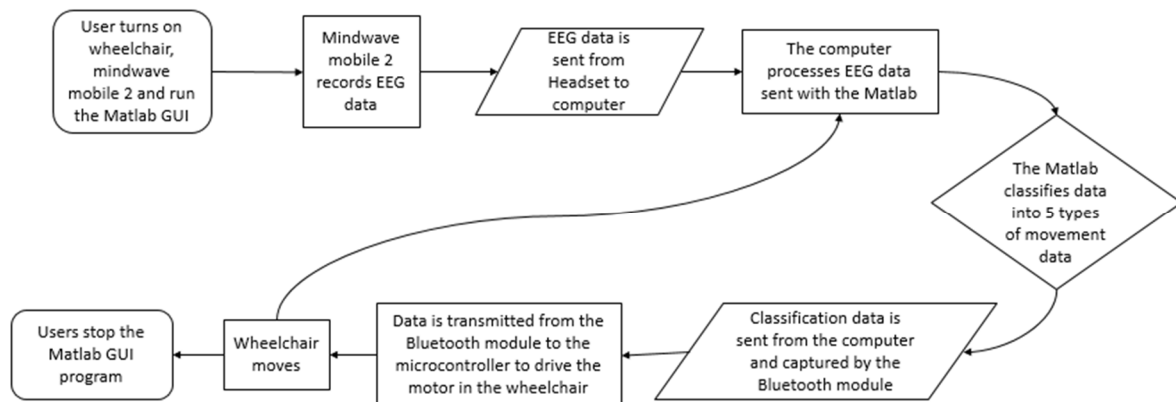 User turns on
wheelchair,
mindwave
mobile 2 and run
the Matlab GUI
Mindwave
mobile 2
records EEG
data
EEG data is
sent from
Headset to
computer
The computer
processes EEG data
sent with the Matlab
The Matlab
classifies data
into 5 types
of movement
data
Classification data is
sent from the computer
and captured by the
Bluetooth module
Data is transmitted from the
Bluetooth module to the
microcontroller to drive the
motor in the wheelchair
Wheelchair
moves
Users stop the
Matlab GUI
program